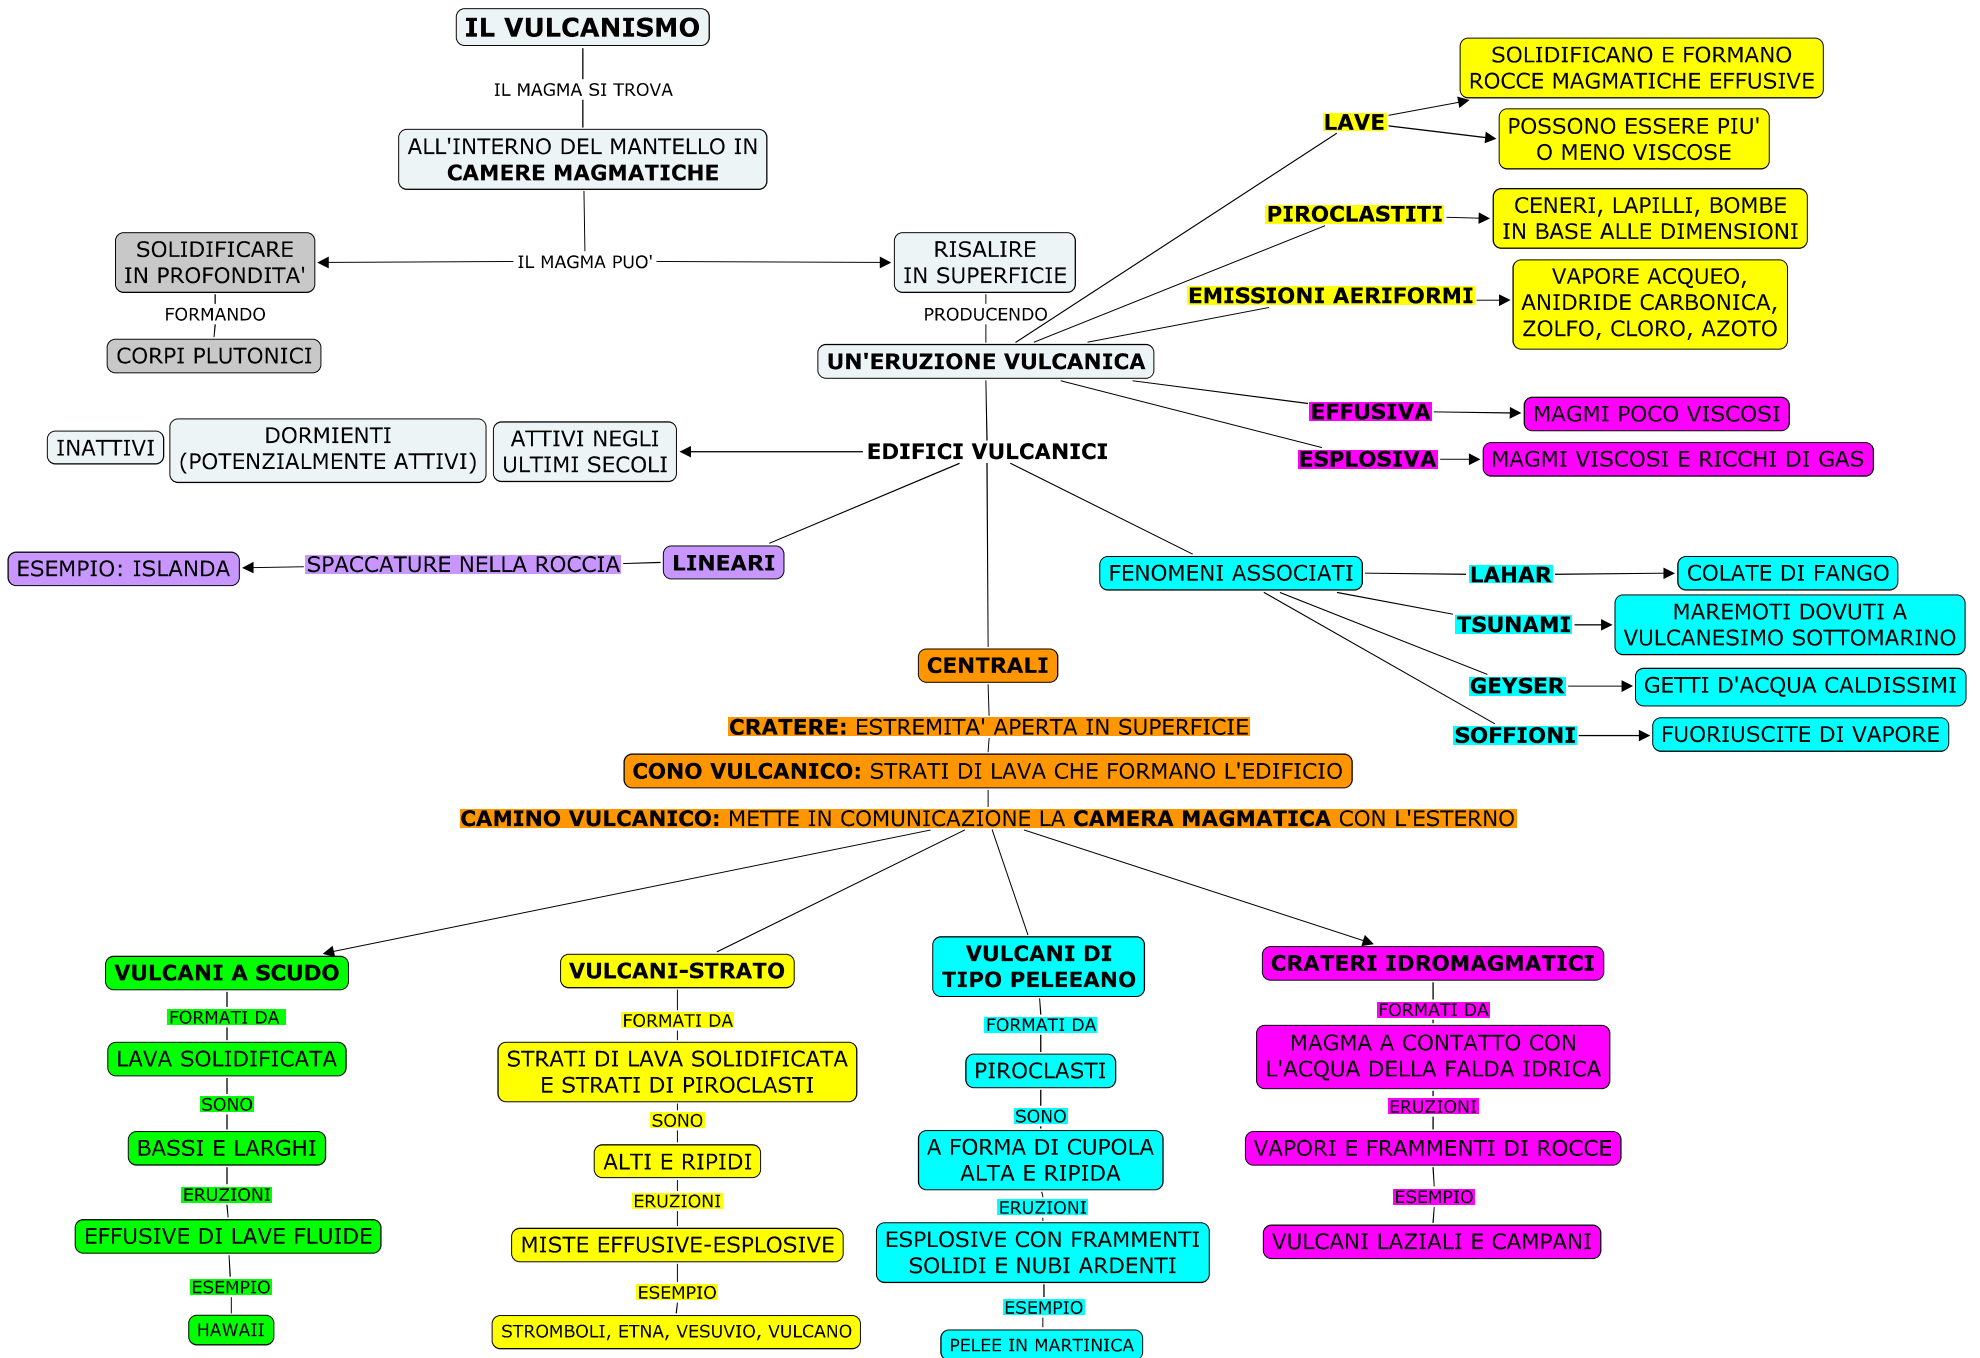 IL VULCANISMO
IL MAGMA SI TROVA
ALL'INTERNO DEL MANTELLO IN
CAMERE MAGMATICHE
IL MAGMA PUO'
SOLIDIFICARE
IN PROFONDITA'
FORMANDO
CORPI PLUTONICI
RISALIRE
IN SUPERFICIE
PRODUCENDO
UN'ERUZIONE VULCANICA
LAVE
SOLIDIFICANO E FORMANO
ROCCE MAGMATICHE EFFUSIVE
POSSONO ESSERE PIU'
O MENO VISCOSE
PIROCLASTITI
CENERI, LAPILLI, BOMBE
IN BASE ALLE DIMENSIONI
EMISSIONI AERIFORMI
VAPORE ACQUEO,
ANIDRIDE CARBONICA,
ZOLFO, CLORO, AZOTO
EFFUSIVA
MAGMI POCO VISCOSI
ESPLOSIVA
MAGMI VISCOSI E RICCHI DI GAS
EDIFICI VULCANICI
ATTIVI NEGLI
ULTIMI SECOLI
DORMIENTI
(POTENZIALMENTE ATTIVI)
INATTIVI
LINEARI
SPACCATURE NELLA ROCCIA
ESEMPIO: ISLANDA
FENOMENI ASSOCIATI
LAHAR
COLATE DI FANGO
TSUNAMI
MAREMOTI DOVUTI A
VULCANESIMO SOTTOMARINO
GEYSER
GETTI D'ACQUA CALDISSIMI
SOFFIONI
FUORIUSCITE DI VAPORE
CENTRALI
CRATERE: ESTREMITA' APERTA IN SUPERFICIE
CONO VULCANICO: STRATI DI LAVA CHE FORMANO L'EDIFICIO
CAMINO VULCANICO: METTE IN COMUNICAZIONE LA CAMERA MAGMATICA CON L'ESTERNO
VULCANI A SCUDO
FORMATI DA
LAVA SOLIDIFICATA
SONO
BASSI E LARGHI
ERUZIONI
EFFUSIVE DI LAVE FLUIDE
ESEMPIO
HAWAII
VULCANI-STRATO
FORMATI DA
STRATI DI LAVA SOLIDIFICATA
E STRATI DI PIROCLASTI
SONO
ALTI E RIPIDI
ERUZIONI
MISTE EFFUSIVE-ESPLOSIVE
ESEMPIO
STROMBOLI, ETNA, VESUVIO, VULCANO
VULCANI DI
TIPO PELEEANO
FORMATI DA
PIROCLASTI
SONO
A FORMA DI CUPOLA
ALTA E RIPIDA
ERUZIONI
ESPLOSIVE CON FRAMMENTI
SOLIDI E NUBI ARDENTI
ESEMPIO
PELEE IN MARTINICA
CRATERI IDROMAGMATICI
FORMATI DA
MAGMA A CONTATTO CON
L'ACQUA DELLA FALDA IDRICA
ERUZIONI
VAPORI E FRAMMENTI DI ROCCE
ESEMPIO
VULCANI LAZIALI E CAMPANI